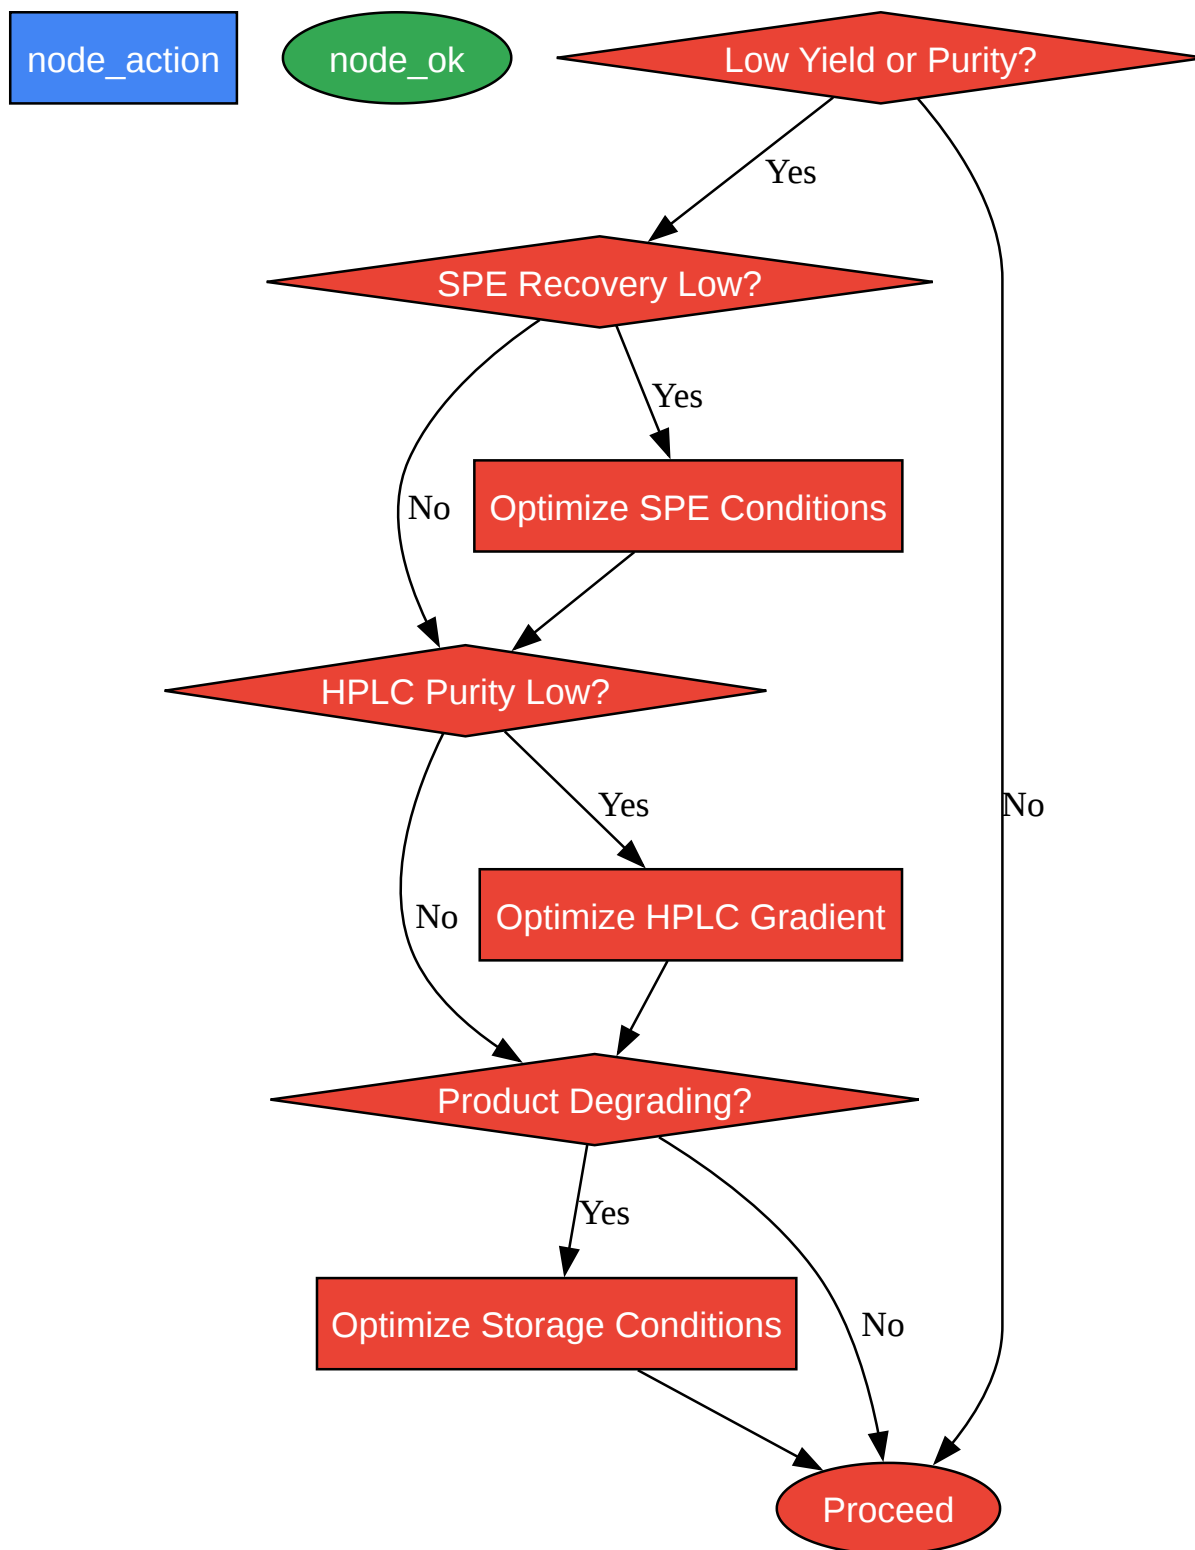 node_action
node_ok
Low Yield or Purity?
Yes
SPE Recovery Low?
Yes
No
Optimize SPE Conditions
HPLC Purity Low?
Yes
No
No
Optimize HPLC Gradient
Product Degrading?
Yes
No
Optimize Storage Conditions
Proceed